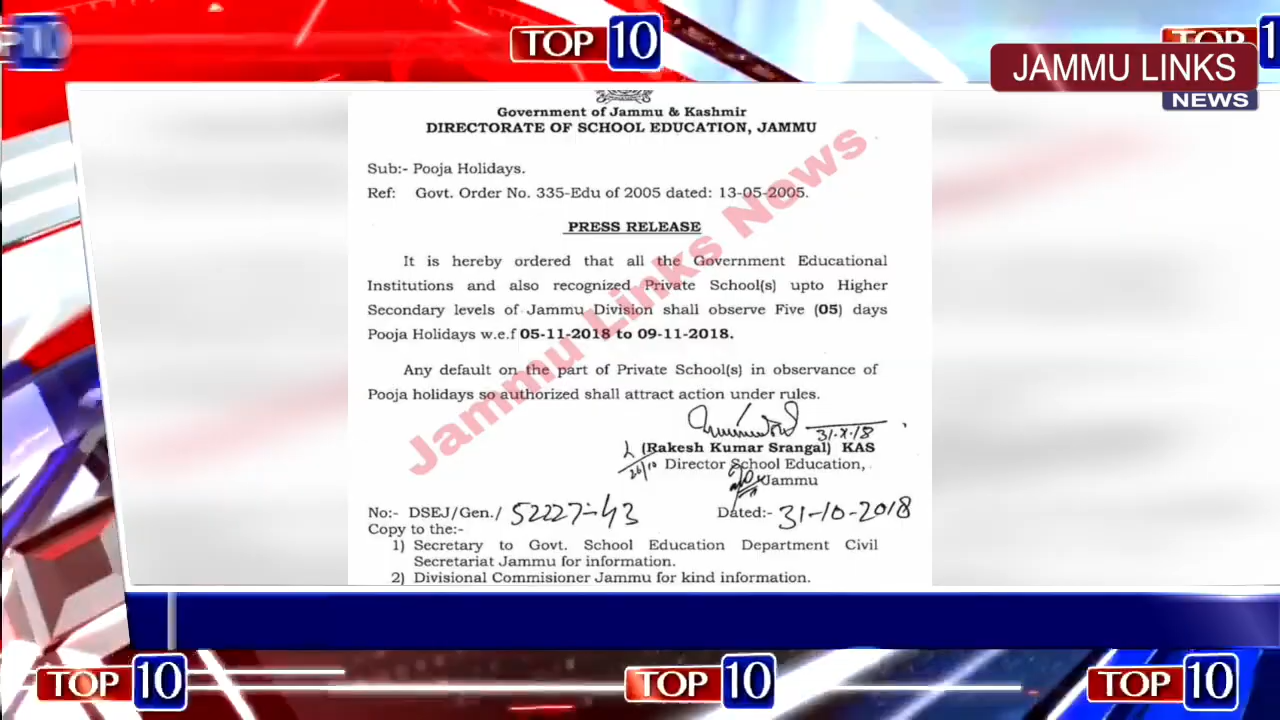 TOP 10
TOP 1
JAMMU LINKS
NEWS
Government of Jammu & Kashmir
DIRECTORATE OF SCHOOL EDUCATION, JAMMU
Sub:- Pooja Holidays.
Ref: Govt. Order No. 335-Edu of 2005 dated: 13-05-2005.
PRESS RELEASE
It is hereby ordered that all the Government Educational
Institutions and also recognized Private School(s) upto Higher
Secondary levels of Jammu Division shall observe Five (05) days
Pooja Holidays w.e.f 05-11-2018 to 09-11-2018.
Any default on the part of Private School(s) in observance of
Pooja holidays so authorized shall attract action under rules.
Jammu Links News
31.X.18
(Rakesh Kumar Srangal) KAS
26/10
Director School Education,
Jammu
No:- DSEJ/Gen./ 52227-43 Dated:- 31-10-2018
Copy to the:-
1) Secretary to Govt. School Education Department Civil
Secretariat Jammu for information.
2) Divisional Commisioner Jammu for kind information.
TOP 10
TOP 10
TOP 10